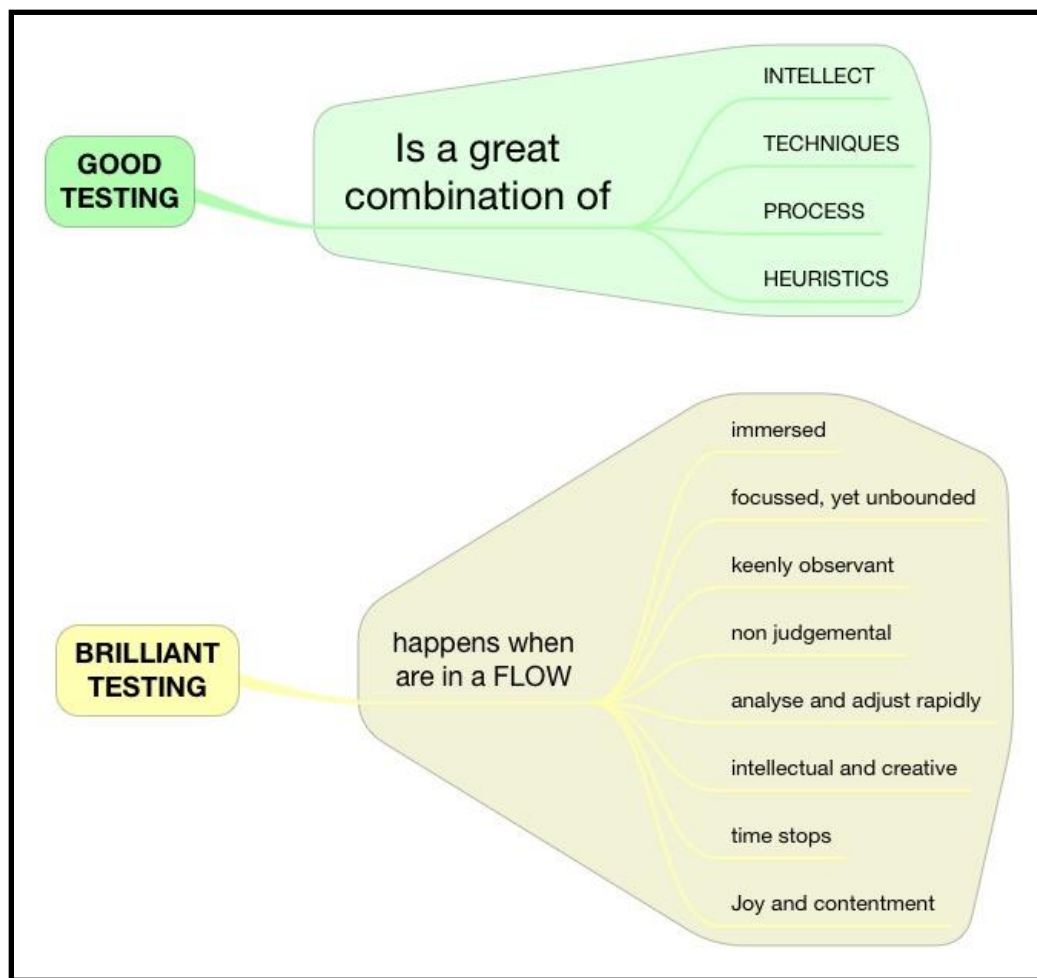 GOOD
TESTING
Is a great
combination of
INTELLECT
TECHNIQUES
PROCESS
HEURISTICS
BRILLIANT
TESTING
happens when
are in a FLOW
immersed
focussed, yet unbounded
keenly observant
non judgemental
analyse and adjust rapidly
intellectual and creative
time stops
Joy and contentment